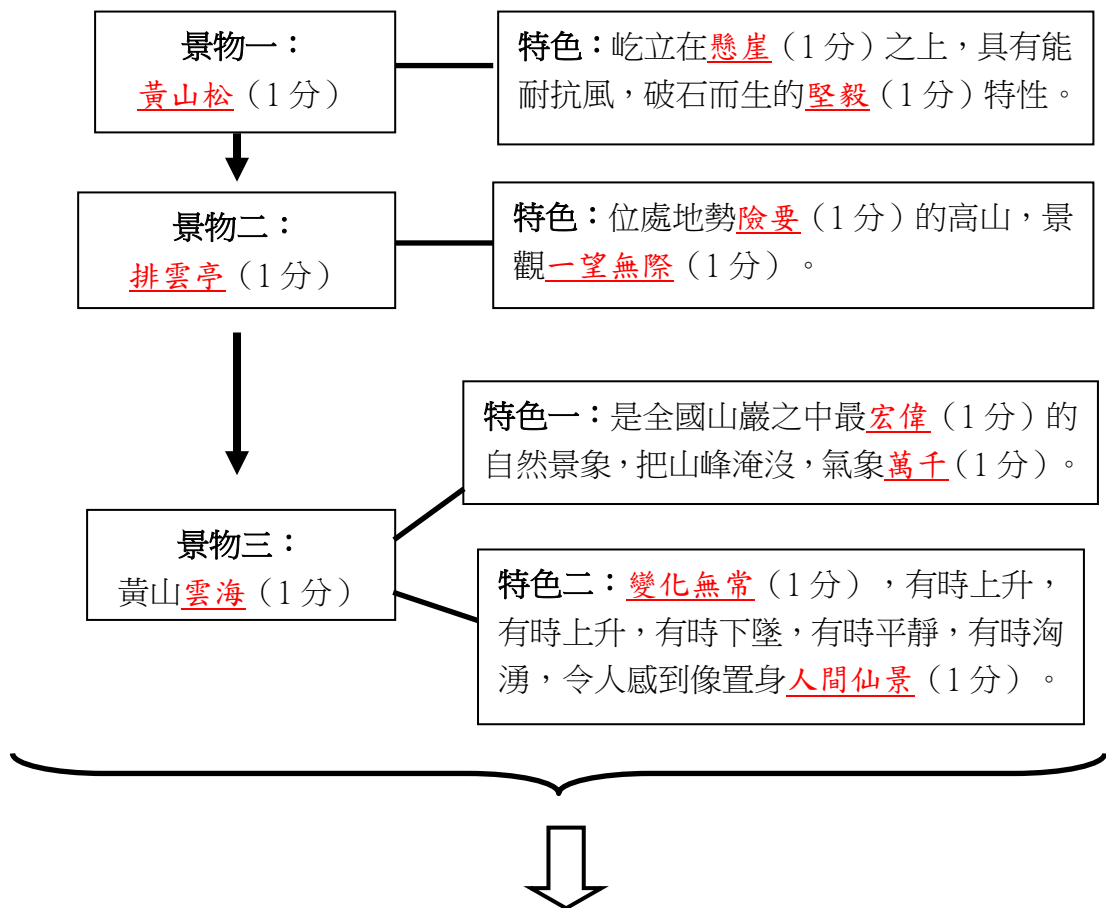 景物一：
黃山松（1分）
特色：屹立在懸崖（1分）之上，具有能
耐抗風，破石而生的堅毅（1分）特性。
景物二：
排雲亭（1分）
特色：位處地勢險要（1分）的高山，景
觀一望無際（1分）。
特色一：是全國山巖之中最宏偉（1分）的
自然景象，把山峰淹沒，氣象萬千（1分）。
景物三：
黃山雲海（1分）
特色二：變化無常（1分），有時上升，
有時上升，有時下墜，有時平靜，有時洶
湧，令人感到像置身人間仙景（1分）。